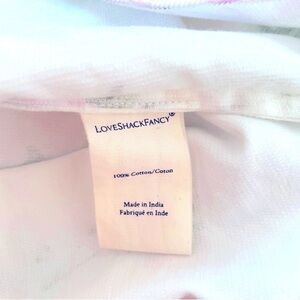 LOVESHACKFANCY®
100% Cotton/Coton
Made in India
Fabriqué en Inde